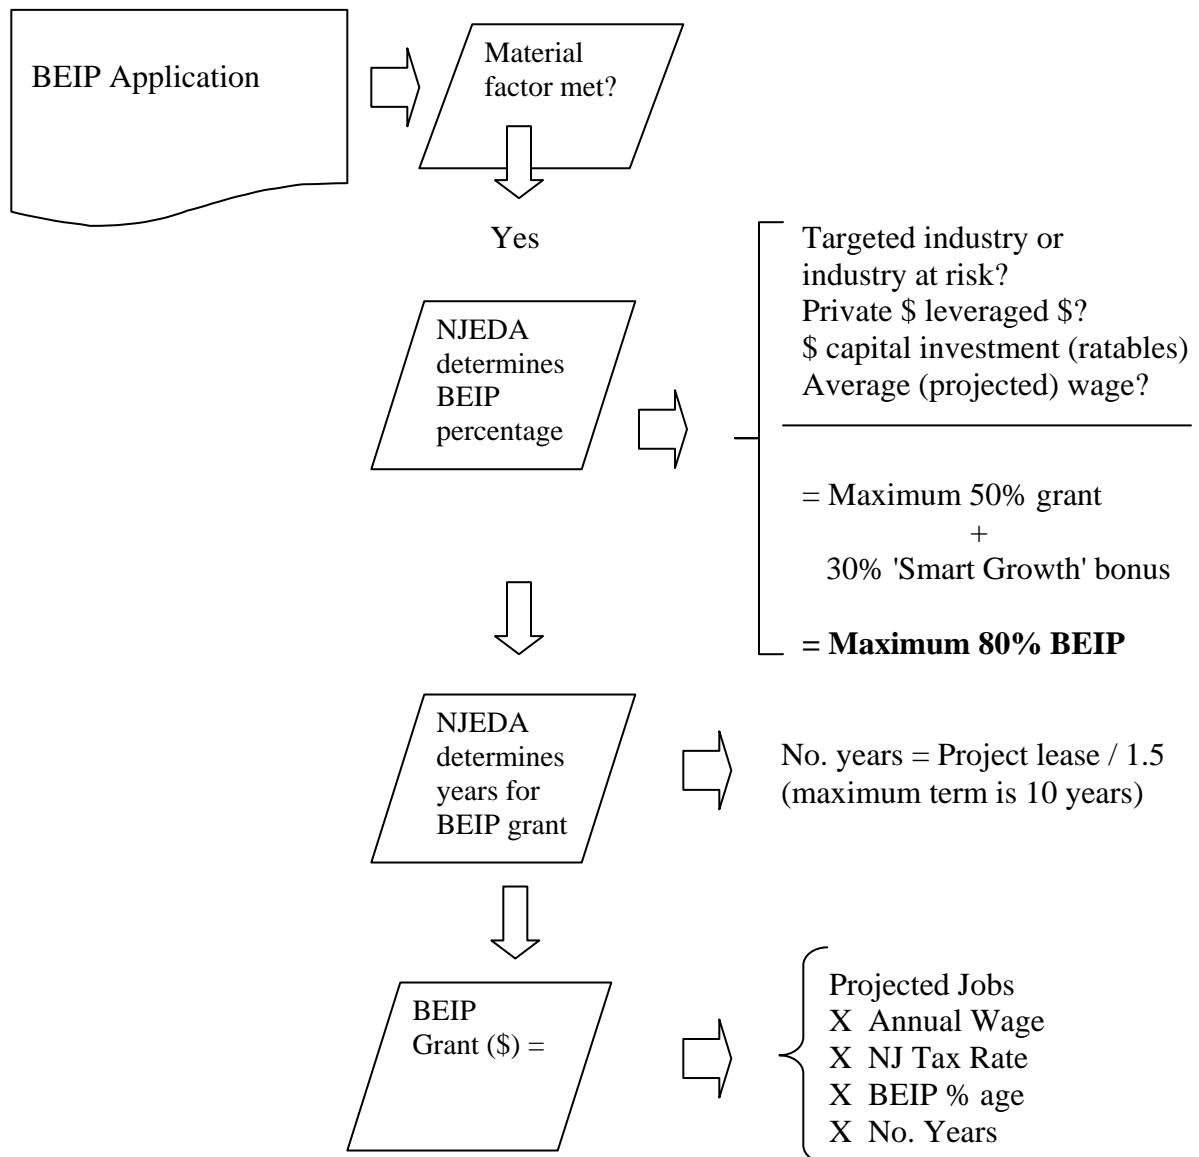 BEIP Application
Material
factor met?
Yes
NJEDA
determines
BEIP
percentage
Targeted industry or
industry at risk?
Private $ leveraged $?
$ capital investment (ratables)
Average (projected) wage?
= Maximum 50% grant
+
30% 'Smart Growth' bonus
= Maximum 80% BEIP
NJEDA
determines
years for
BEIP grant
No. years = Project lease / 1.5
(maximum term is 10 years)
BEIP
Grant ($) =
Projected Jobs
X Annual Wage
X NJ Tax Rate
X BEIP % age
X No. Years